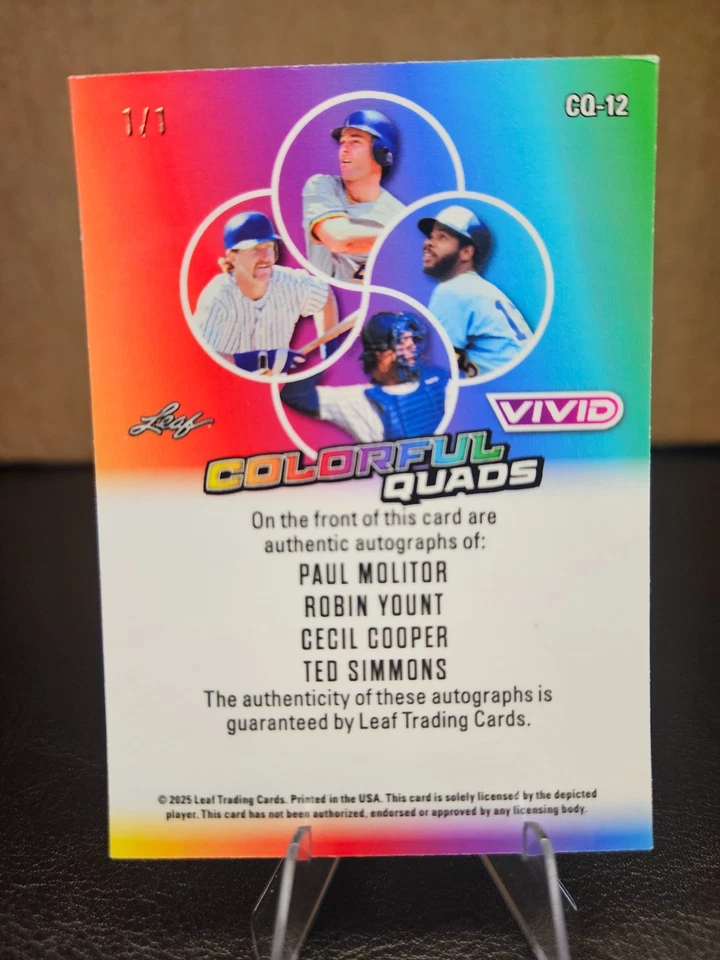 1/1
CQ-12
Leaf
VIVID
COLORFUL
QUADS
On the front of this card are
authentic autographs of:
PAUL MOLITOR
ROBIN YOUNT
CECIL COOPER
TED SIMMONS
The authenticity of these autographs is
guaranteed by Leaf Trading Cards.
© 2025 Leaf Trading Cards. Printed in the USA. This card is solely licensed by the depicted
player. This card has not been authorized, endorsed or approved by any licensing body.